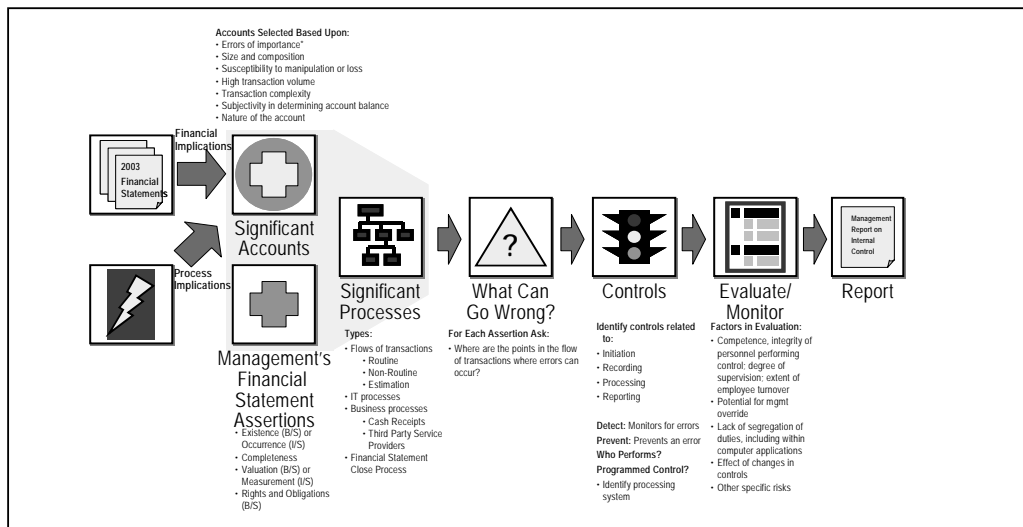 Accounts Selected Based Upon:
• Errors of importance*
• Size and composition
• Susceptibility to manipulation or loss
• High transaction volume
• Transaction complexity
• Subjectivity in determining account balance
• Nature of the account
2003
Financial
Statements
Financial
Implications
Process
Implications
Significant
Accounts
Management's
Financial
Statement
Assertions
• Existence (B/S) or
Occurrence (I/S)
• Completeness
• Valuation (B/S) or
Measurement (I/S)
• Rights and Obligations
(B/S)
Significant
Processes
Types:
• Flows of transactions
• Routine
• Non-Routine
• Estimation
• IT processes
• Business processes
• Cash Receipts
• Third Party Service
Providers
• Financial Statement
Close Process
?
What Can
Go Wrong?
For Each Assertion Ask:
• Where are the points in the flow
of transactions where errors can
occur?
Controls
Identify controls related
to:
• Initiation
• Recording
• Processing
• Reporting
Detect: Monitors for errors
Prevent: Prevents an error
Who Performs?
Programmed Control?
• Identify processing
system
Evaluate/
Monitor
Factors in Evaluation:
• Competence, integrity of
personnel performing
control; degree of
supervision; extent of
employee turnover
• Potential for mgmt
override
• Lack of segregation of
duties, including within
computer applications
• Effect of changes in
controls
• Other specific risks
Management
Report on
Internal
Control
Report